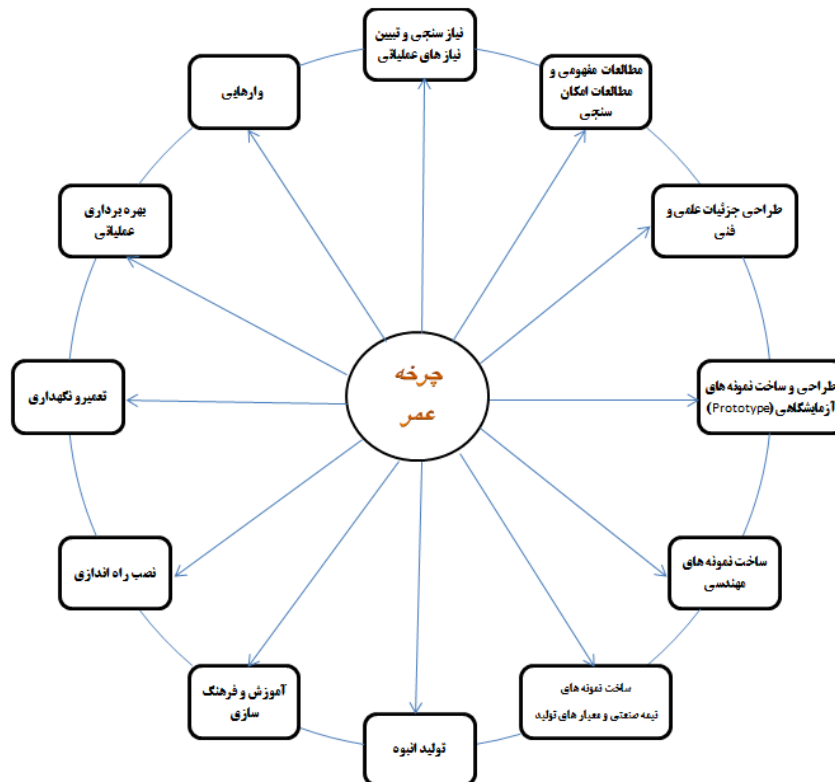 نیاز سنجی و تبیین
نیاز های عملیاتی
مطالعات مفهومی و
مطالعات امکان
سنجی
طراحی جزئیات علمی و
فنی
طراحی و ساخت نمونه های
آزمایشگاهی (Prototype)
ساخت نمونه های
مهندسی
ساخت نمونه های
نیمه صنعتی و معیار های تولید
تولید انبوه
آموزش و فرهنگ
سازی
نصب راه اندازی
تعمیرو نگهداری
بهره برداری
عملیاتی
وارهایی
چرخه
عمر